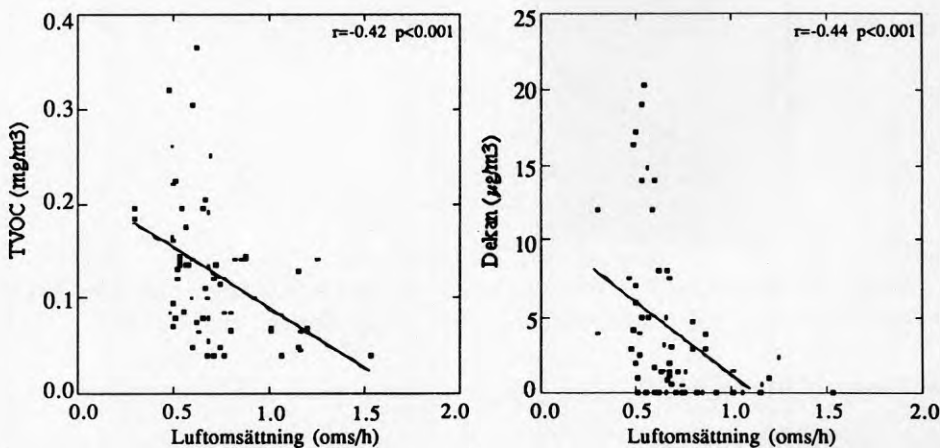 r=-0.42 p<0.001
TVOC (mg/m3)
0.4
0.3
0.2
0.1
0.0
0.0 0.5 1.0 1.5 2.0
Luftomsättning (oms/h)
r=-0.44 p<0.001
Dekan (µg/m3)
25
20
15
10
5
0
0.0 0.5 1.0 1.5 2.0
Luftomsättning (oms/h)